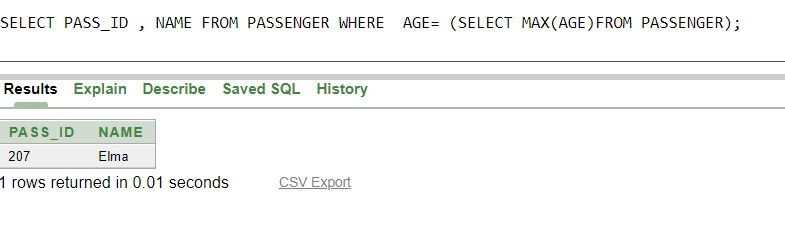 SELECT PASS_ID , NAME FROM PASSENGER WHERE  AGE= (SELECT MAX(AGE)FROM PASSENGER);
Results Explain Describe Saved SQL History
PASS_ID NAME
207 Elma
1 rows returned in 0.01 seconds CSV Export